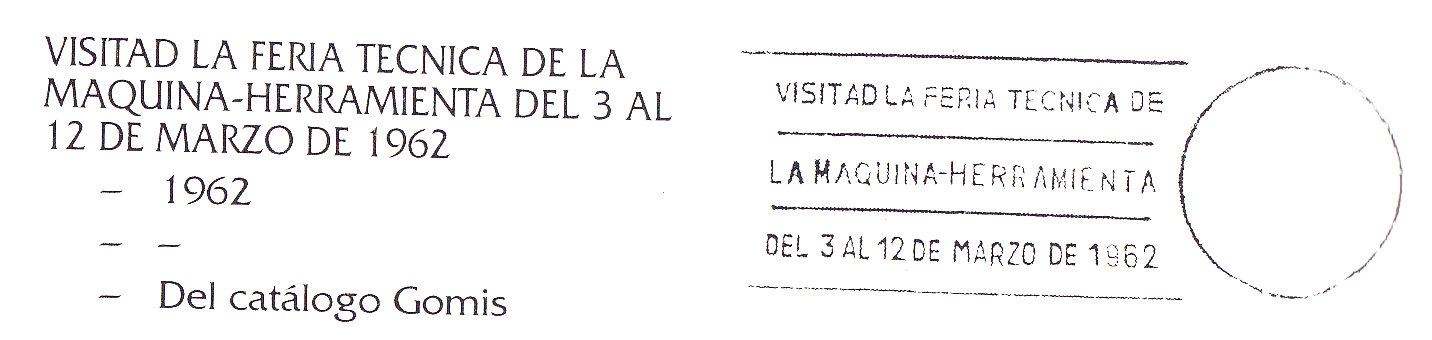 VISITAD LA FERIA TECNICA DE LA
MAQUINA-HERRAMIENTA DEL 3 AL
12 DE MARZO DE 1962
– 1962
– –
– Del catálogo Gomis
VISITAD LA FERIA TECNICA DE
LA MAQUINA-HERRAMIENTA
DEL 3 AL 12 DE MARZO DE 1962